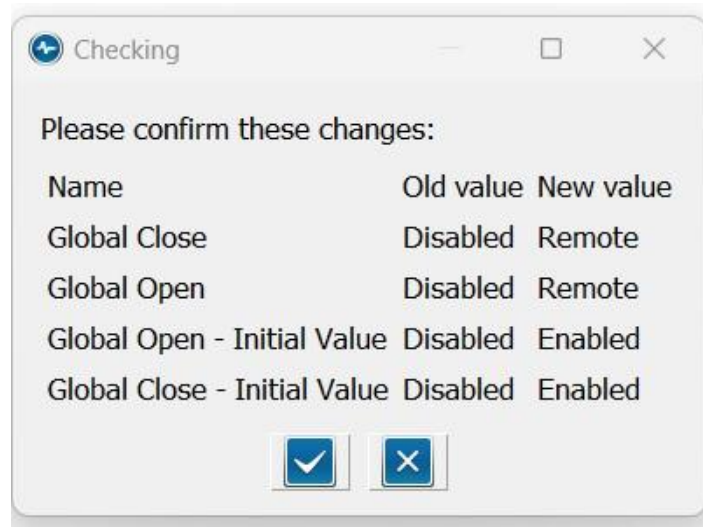 Checking
Please confirm these changes:
Name Old value New value
Global Close Disabled Remote
Global Open Disabled Remote
Global Open - Initial Value Disabled Enabled
Global Close - Initial Value Disabled Enabled